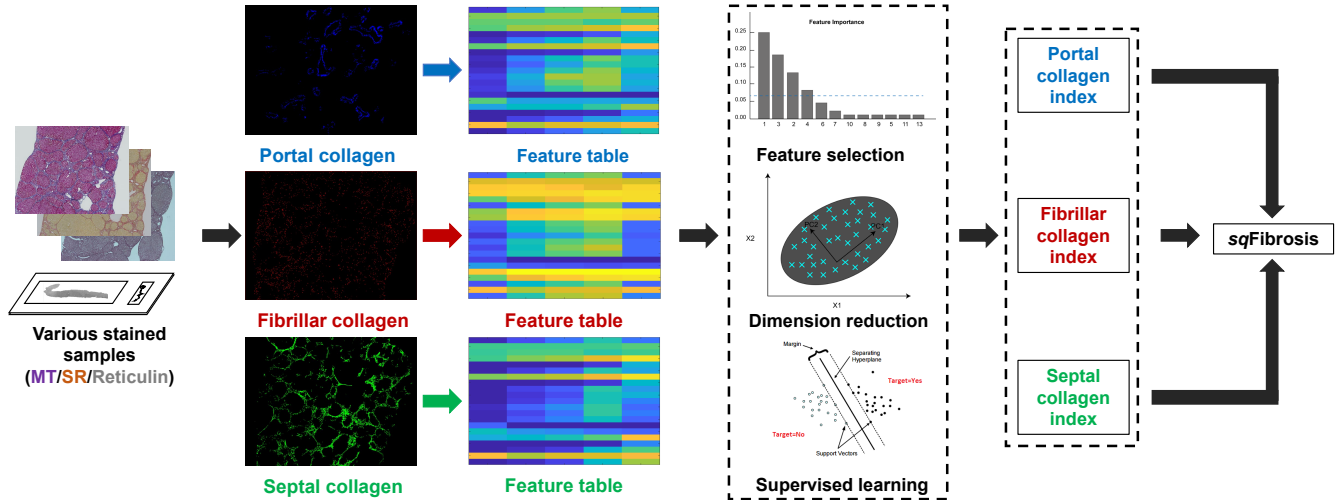 Various stained
samples
(MT/SR/Reticulin)
Portal collagen
Fibrillar collagen
Septal collagen
Feature table
Feature table
Feature table
Feature Importance
0.25
0.20
0.15
0.10
0.05
0.00
1 3 2 4 6 7 10 8 9 5 11 13
Feature selection
X2
X1
Dimension reduction
Margin
Separating
Hyperplane
Target=Yes
Target=No
Support Vectors
Supervised learning
Portal
collagen
index
Fibrillar
collagen
index
Septal
collagen
index
sqFibrosis